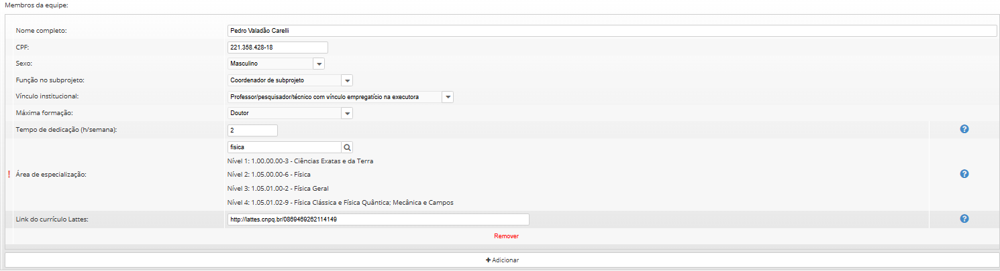 Membros da equipe:
Nome completo: Pedro Valadão Carelli
CPF: 221.358.428-18
Sexo: Masculino
Função no subprojeto: Coordenador de subprojeto
Vínculo institucional: Professor/pesquisador/técnico com vínculo empregatício na executora
Máxima formação: Doutor
Tempo de dedicação (h/semana): 2 ?
fisica
Nível 1: 1.00.00.00-3 - Ciências Exatas e da Terra
! Área de especialização: Nível 2: 1.05.00.00-6 - Física ?
Nível 3: 1.05.01.00-2 - Física Geral
Nível 4: 1.05.01.02-9 - Física Clássica e Física Quântica; Mecânica e Campos
Link do currículo Lattes: http://lattes.cnpq.br/0869469262114149 ?
Remover
+ Adicionar